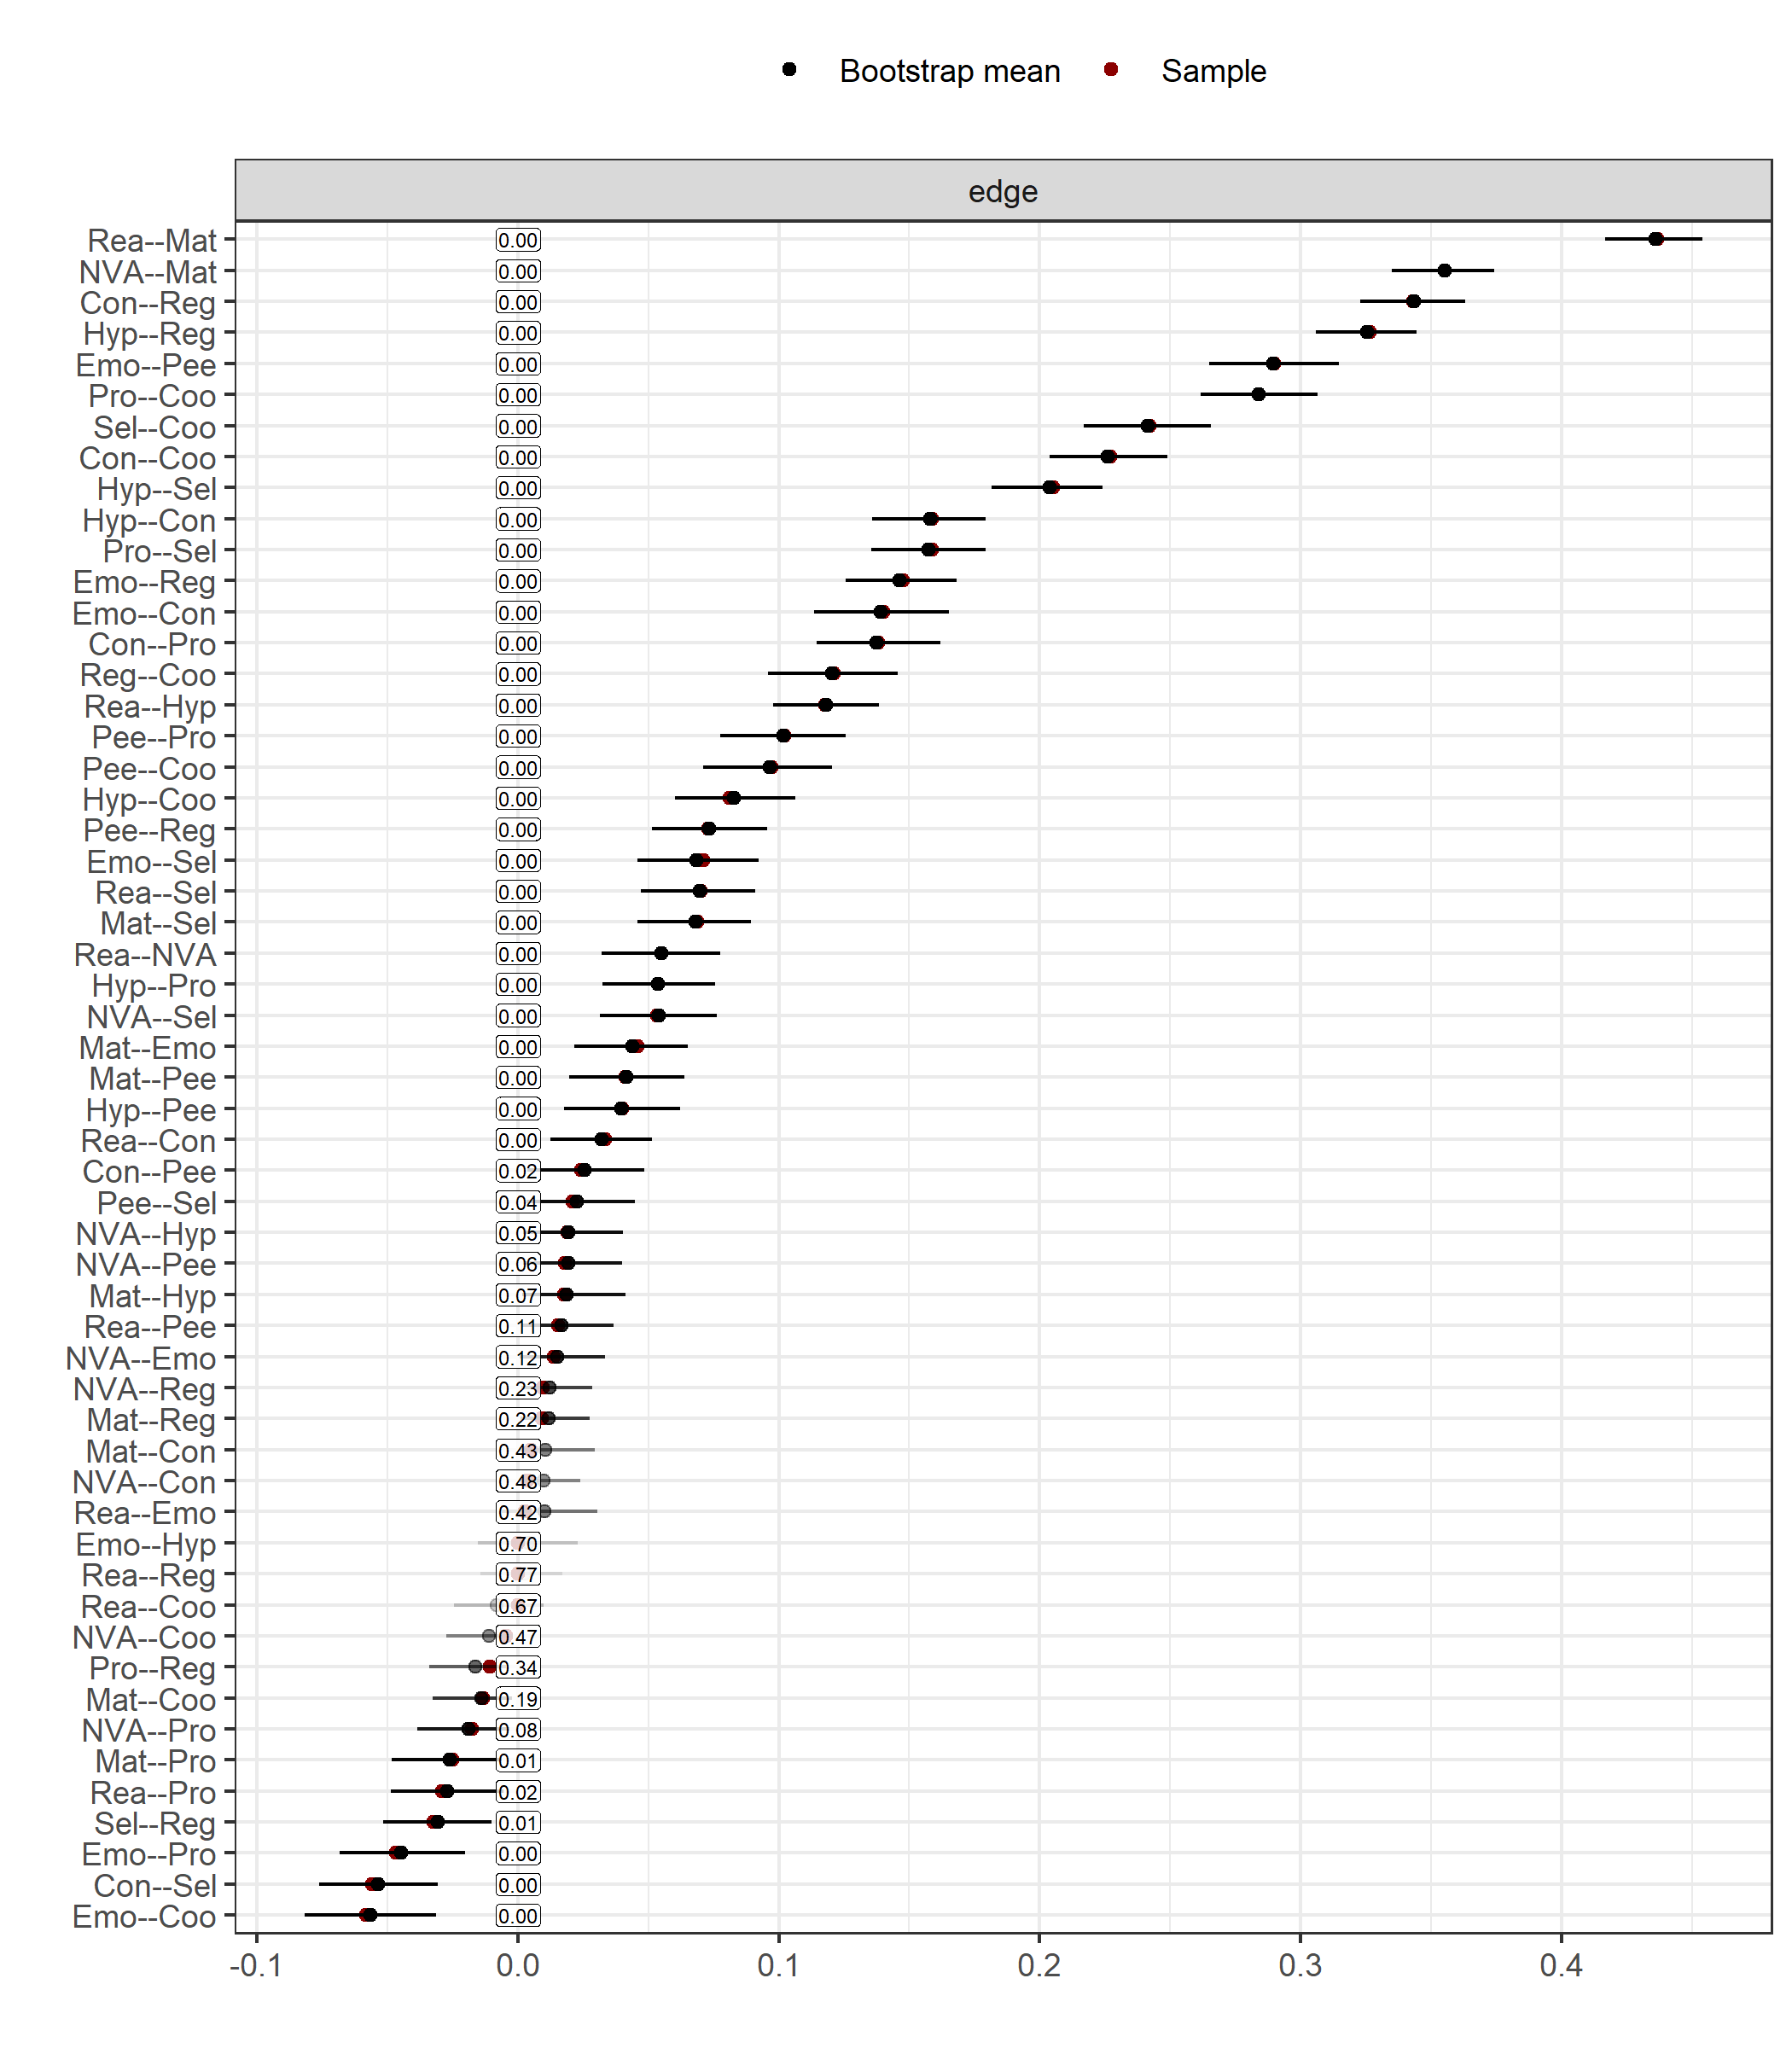 Bootstrap mean Sample
edge
Rea--Mat 0.00
NVA--Mat 0.00
Con--Reg 0.00
Hyp--Reg 0.00
Emo--Pee 0.00
Pro--Coo 0.00
Sel--Coo 0.00
Con--Coo 0.00
Hyp--Sel 0.00
Hyp--Con 0.00
Pro--Sel 0.00
Emo--Reg 0.00
Emo--Con 0.00
Con--Pro 0.00
Reg--Coo 0.00
Rea--Hyp 0.00
Pee--Pro 0.00
Pee--Coo 0.00
Hyp--Coo 0.00
Pee--Reg 0.00
Emo--Sel 0.00
Rea--Sel 0.00
Mat--Sel 0.00
Rea--NVA 0.00
Hyp--Pro 0.00
NVA--Sel 0.00
Mat--Emo 0.00
Mat--Pee 0.00
Hyp--Pee 0.00
Rea--Con 0.00
Con--Pee 0.02
Pee--Sel 0.04
NVA--Hyp 0.05
NVA--Pee 0.06
Mat--Hyp 0.07
Rea--Pee 0.11
NVA--Emo 0.12
NVA--Reg 0.23
Mat--Reg 0.22
Mat--Con 0.43
NVA--Con 0.48
Rea--Emo 0.42
Emo--Hyp 0.70
Rea--Reg 0.77
Rea--Coo 0.67
NVA--Coo 0.47
Pro--Reg 0.34
Mat--Coo 0.19
NVA--Pro 0.08
Mat--Pro 0.01
Rea--Pro 0.02
Sel--Reg 0.01
Emo--Pro 0.00
Con--Sel 0.00
Emo--Coo 0.00
-0.1 0.0 0.1 0.2 0.3 0.4